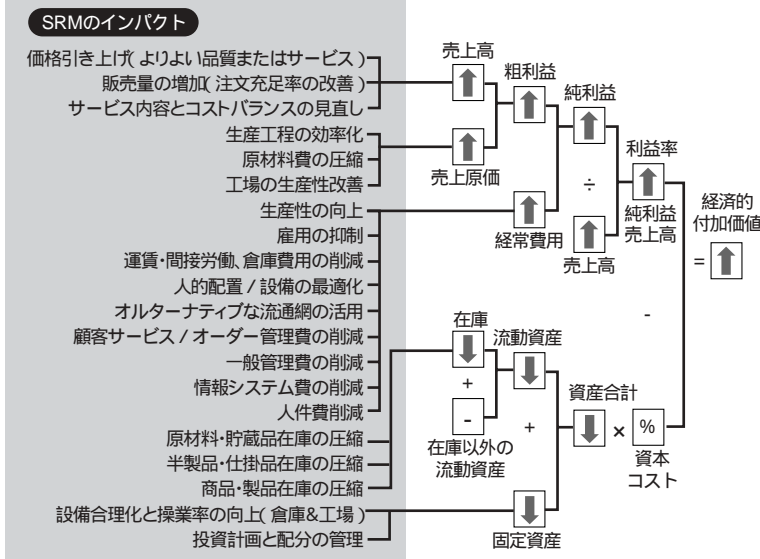 SRMのインパクト
価格引き上げ(よりよい品質またはサービス)
販売量の増加(注文充足率の改善)
サービス内容とコストバランスの見直し
生産工程の効率化
原材料費の圧縮
工場の生産性改善
生産性の向上
雇用の抑制
運賃・間接労働、倉庫費用の削減
人的配置/設備の最適化
オルターナティブな流通網の活用
顧客サービス/オーダー管理費の削減
一般管理費の削減
情報システム費の削減
人件費削減
原材料・貯蔵品在庫の圧縮
半製品・仕掛品在庫の圧縮
商品・製品在庫の圧縮
設備合理化と操業率の向上(倉庫&工場)
投資計画と配分の管理
売上高
売上原価
粗利益
経常費用
純利益
÷
売上高
利益率
純利益
売上高
経済的
付加価値
=
-
在庫
+
-
在庫以外の
流動資産
流動資産
+
固定資産
資産合計
×
%
資本
コスト